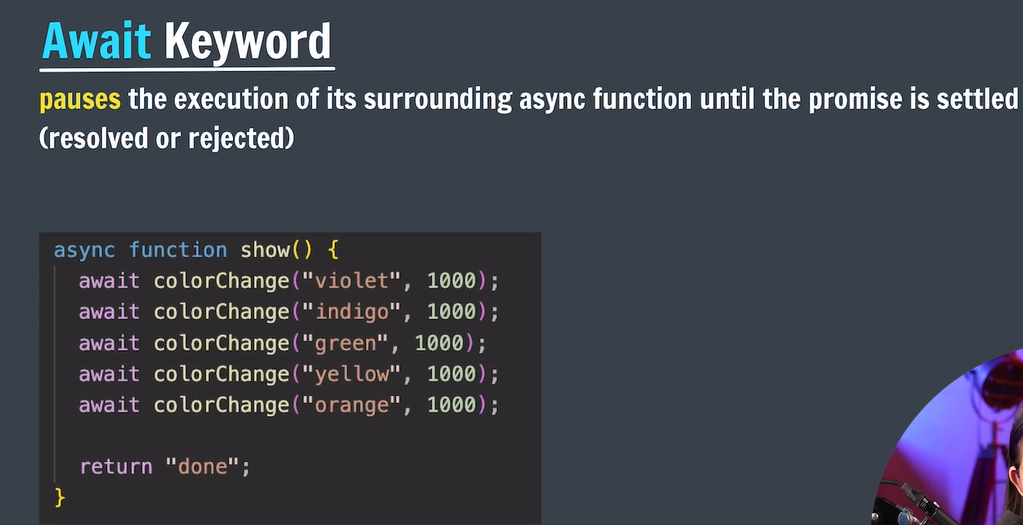 Await Keyword
pauses the execution of its surrounding async function until the promise is settled
(resolved or rejected)
async function show() {
  await colorChange("violet", 1000);
  await colorChange("indigo", 1000);
  await colorChange("green", 1000);
  await colorChange("yellow", 1000);
  await colorChange("orange", 1000);
  return "done";
}